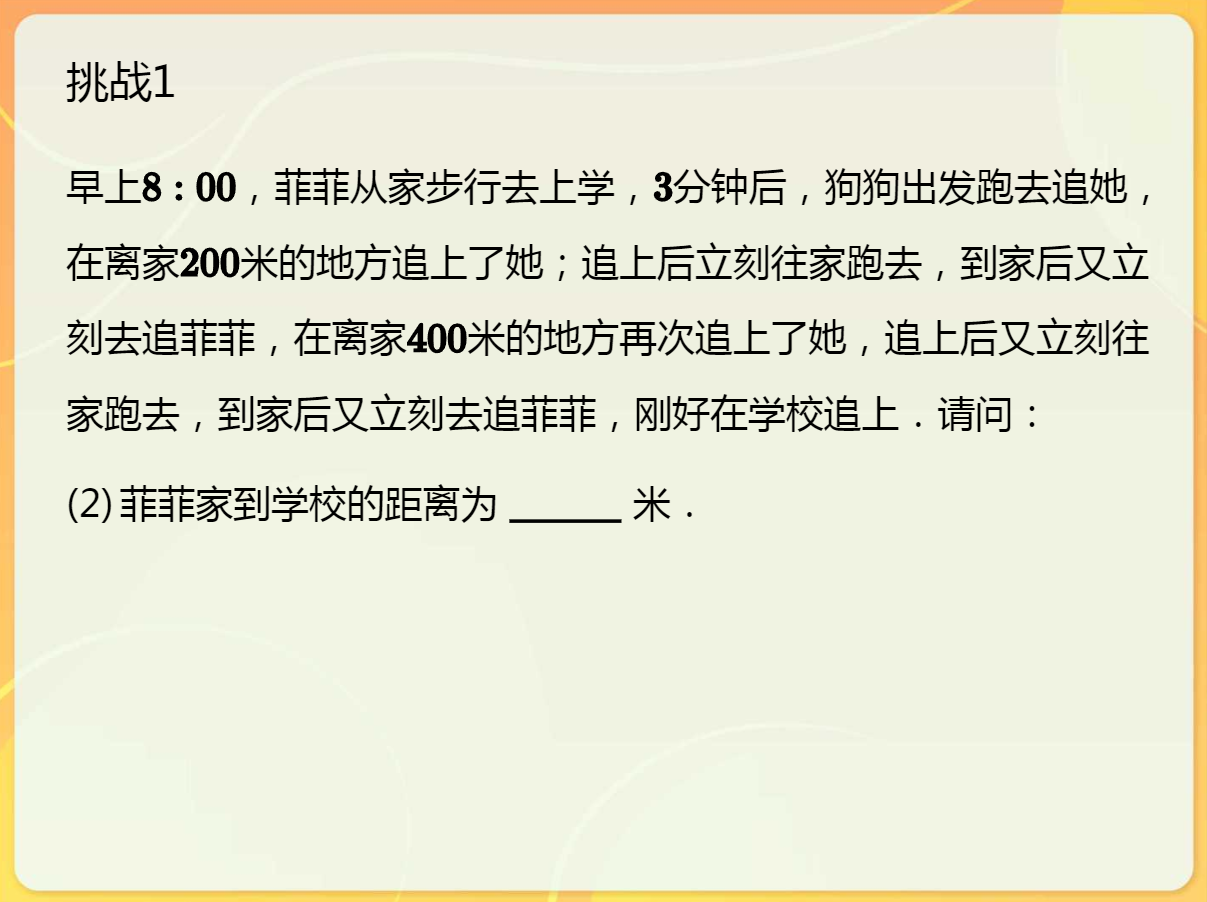 挑战1
早上8：00，菲菲从家步行去上学，3分钟后，狗狗出发跑去追她，
在离家200米的地方追上了她；追上后立刻往家跑去，到家后又立
刻去追菲菲，在离家400米的地方再次追上了她，追上后又立刻往
家跑去，到家后又立刻去追菲菲，刚好在学校追上．请问：
(2) 菲菲家到学校的距离为 ______ 米．